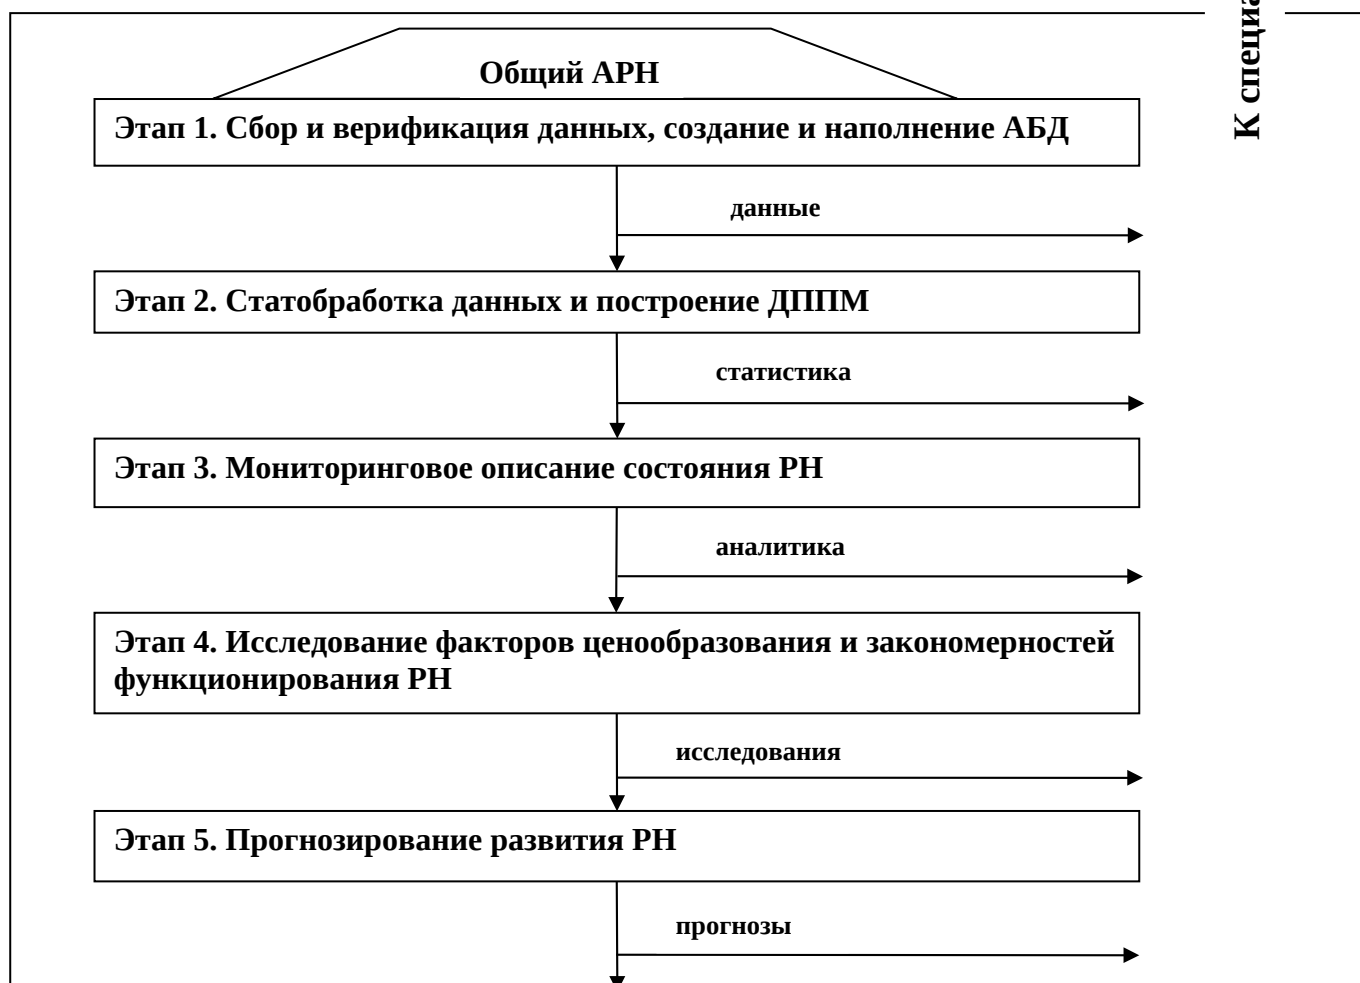 Общий АРН
Этап 1. Сбор и верификация данных, создание и наполнение АБД
данные
Этап 2. Статобработка данных и построение ДППМ
статистика
Этап 3. Мониторинговое описание состояния РН
аналитика
Этап 4. Исследование факторов ценообразования и закономерностей
функционирования РН
исследования
Этап 5. Прогнозирование развития РН
прогнозы
К